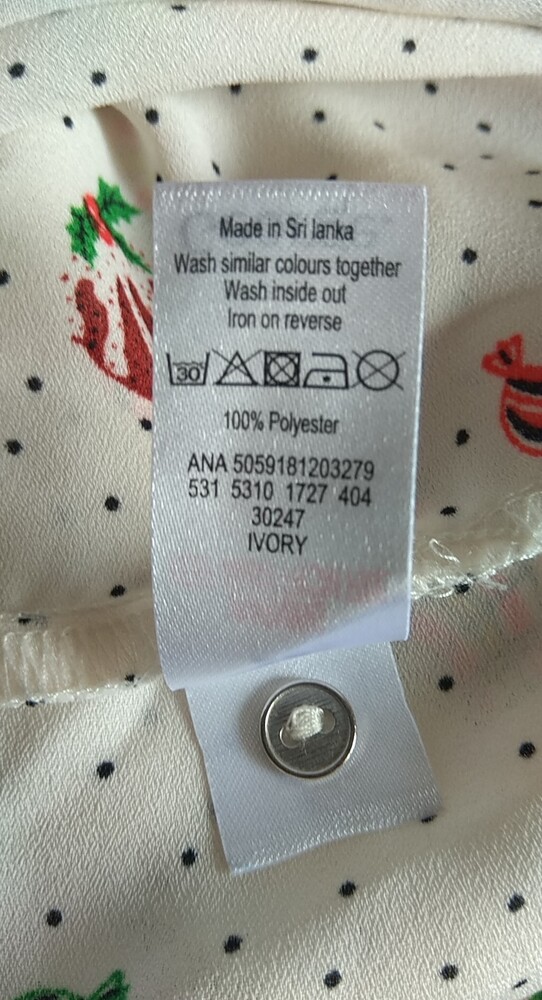 Made in Sri lanka
Wash similar colours together
Wash inside out
Iron on reverse
30
100% Polyester
ANA 5059181203279
531 5310 1727 404
30247
IVORY